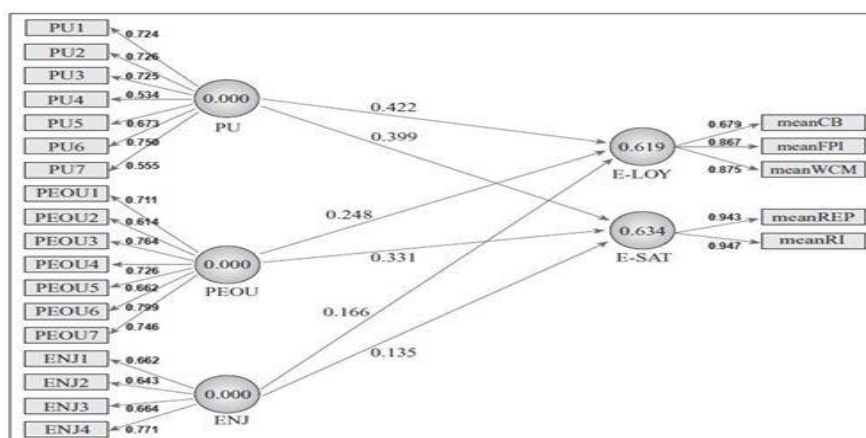 PU1
0.724
PU2
0.726
PU3
0.725
PU4
0.534
PU5
0.673
PU6
0.750
PU7
0.555
0.000
PU
PEOU1
0.711
PEOU2
0.614
PEOU3
0.764
PEOU4
0.726
PEOU5
0.662
PEOU6
0.799
PEOU7
0.746
0.000
PEOU
ENJ1
0.662
ENJ2
0.643
ENJ3
0.664
ENJ4
0.771
0.000
ENJ
0.422
0.399
0.248
0.331
0.166
0.135
0.619
E-LOY
0.634
E-SAT
0.679
meanCB
0.867
meanFPI
0.875
meanWCM
0.943
meanREP
0.947
meanRI